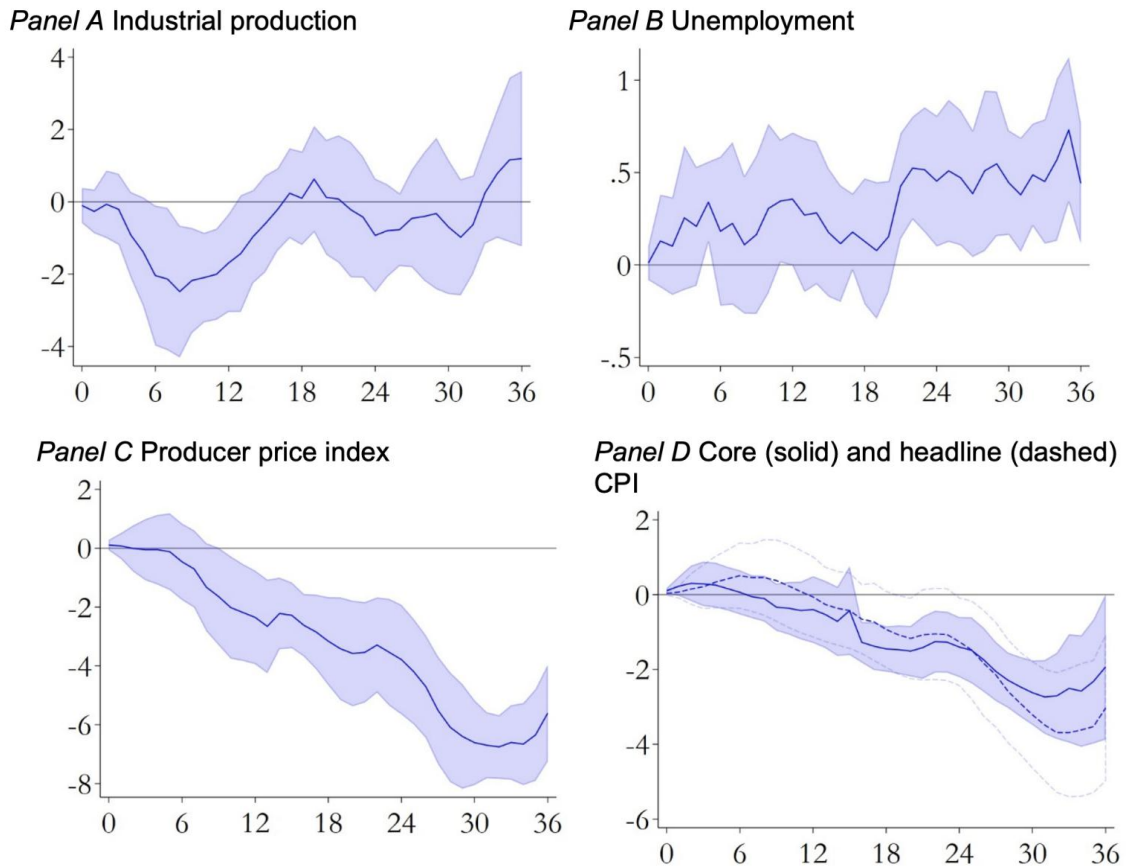 Panel A Industrial production
4
2
0
-2
-4
0 6 12 18 24 30 36
Panel B Unemployment
1
.5
0
-.5
0 6 12 18 24 30 36
Panel C Producer price index
2
0
-2
-4
-6
-8
0 6 12 18 24 30 36
Panel D Core (solid) and headline (dashed)
CPI
2
0
-2
-4
-6
0 6 12 18 24 30 36